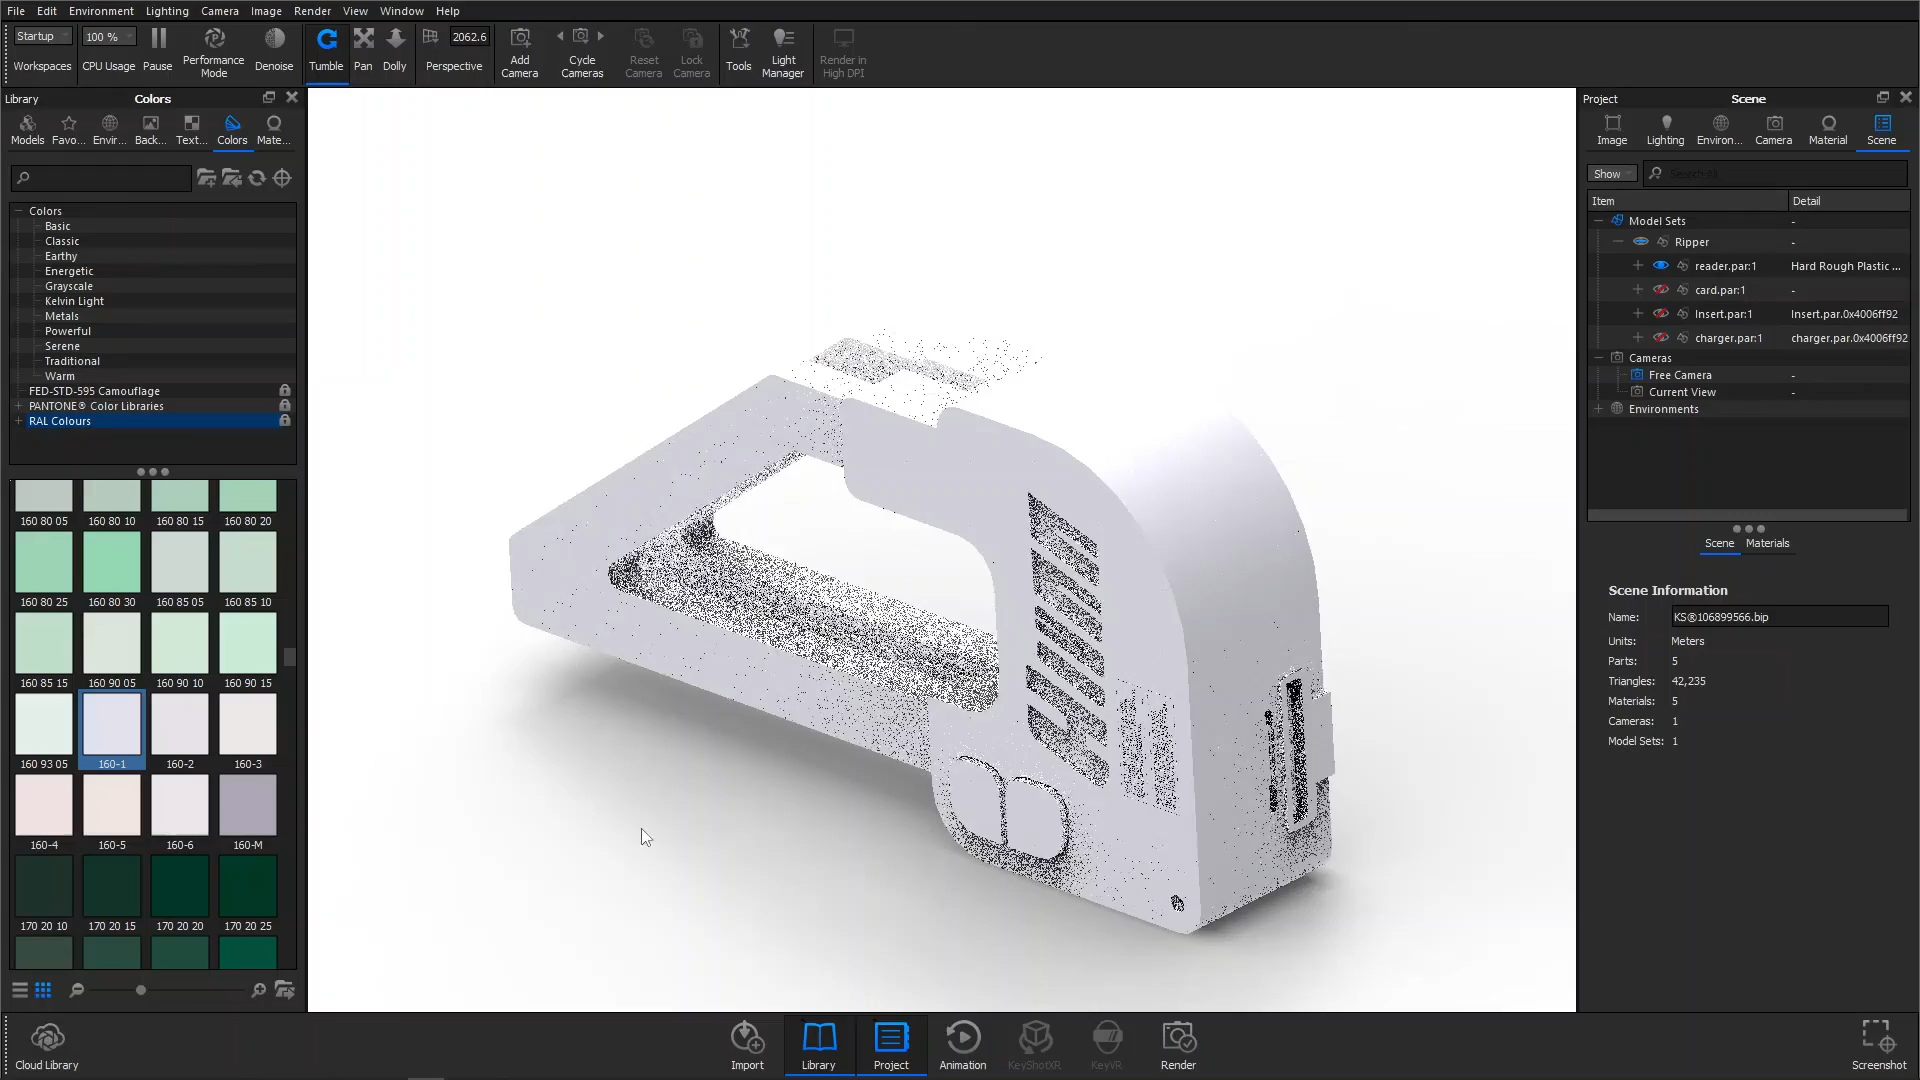 File Edit Environment Lighting Camera Image Render View Window Help
Startup 100 % 2062.6
Workspaces CPU Usage Pause Performance Mode Denoise Tumble Pan Dolly Perspective Add Camera Cycle Cameras Reset Camera Lock Camera Tools Light Manager Render in High DPI
Library Colors
Models Favo... Envir... Back... Text... Colors Mate...
Colors
Basic
Classic
Earthy
Energetic
Grayscale
Kelvin Light
Metals
Powerful
Serene
Traditional
Warm
FED-STD-595 Camouflage
PANTONE® Color Libraries
RAL Colours
160 80 05 160 80 10 160 80 15 160 80 20
160 80 25 160 80 30 160 85 05 160 85 10
160 85 15 160 90 05 160 90 10 160 90 15
160 93 05 160-1 160-2 160-3
160-4 160-5 160-6 160-M
170 20 10 170 20 15 170 20 20 170 20 25
Project Scene
Image Lighting Environ... Camera Material Scene
Show Search All
Item Detail
Model Sets -
Ripper -
reader.par:1 Hard Rough Plastic ...
card.par:1 -
Insert.par:1 Insert.par.0x4006ff92
charger.par:1 charger.par.0x4006ff92
Cameras
Free Camera -
Current View -
Environments
Scene Materials
Scene Information
Name: KS®106899566.bip
Units: Meters
Parts: 5
Triangles: 42,235
Materials: 5
Cameras: 1
Model Sets: 1
Cloud Library Import Library Project Animation KeyShotXR KeyVR Render Screenshot